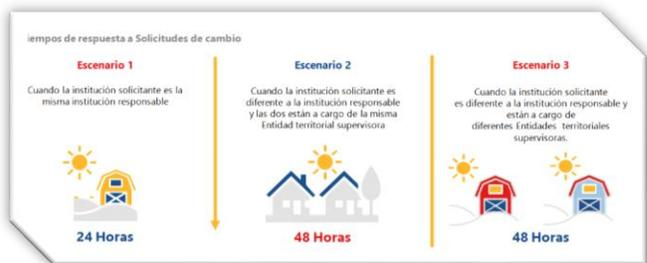 iempos de respuesta a Solicitudes de cambio
Escenario 1
Cuando la institución solicitante es la
misma institución responsable
24 Horas
Escenario 2
Cuando la institución solicitante es
diferente a la institución responsable
y las dos están a cargo de la misma
Entidad territorial supervisora
48 Horas
Escenario 3
Cuando la institución solicitante
es diferente a la institución responsable y
están a cargo de
diferentes Entidades territoriales
supervisoras.
48 Horas